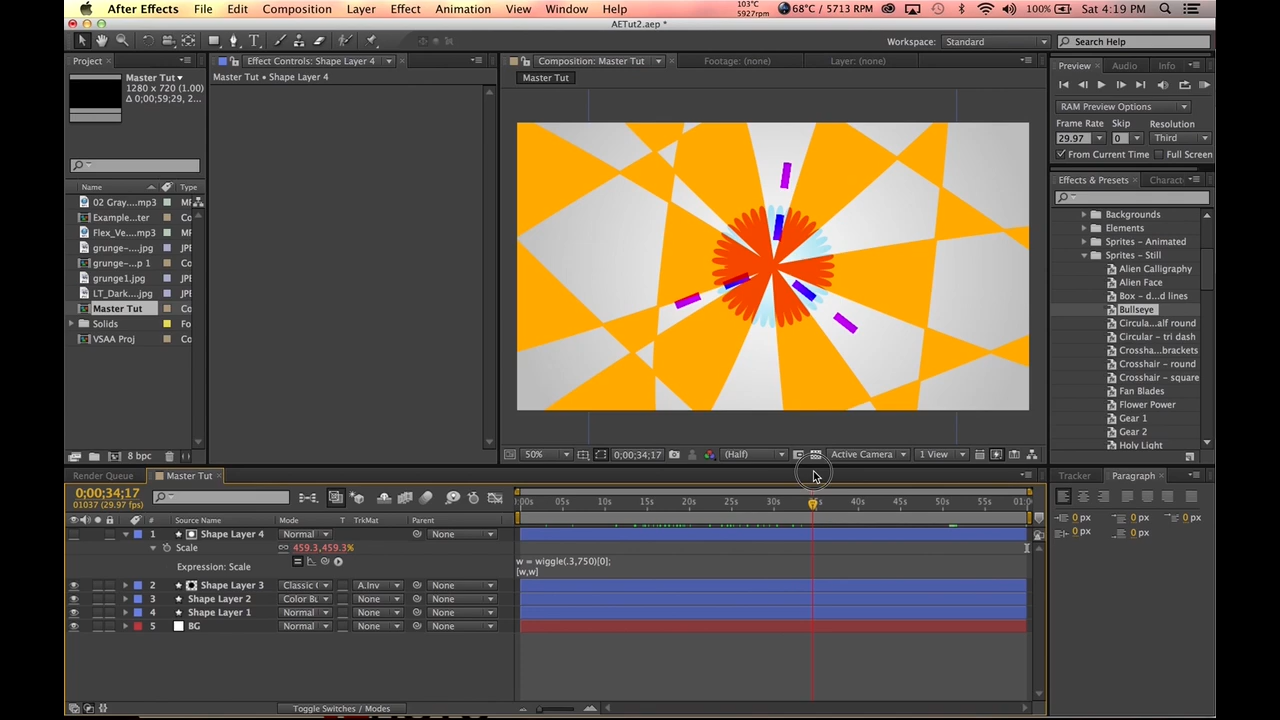 After Effects File Edit Composition Layer Effect Animation View Window Help 103°C 5927rpm 68°C / 5713 RPM 100% Sat 4:19 PM
AETut2.aep *
Workspace: Standard Search Help
Project Effect Controls: Shape Layer 4 Composition: Master Tut Footage: (none) Layer: (none) Preview Audio Info
Master Tut Master Tut • Shape Layer 4 Master Tut
1280 x 720 (1.00)
Δ 0;00;59;29, 2...
RAM Preview Options
Frame Rate Skip Resolution
29.97 0 Third
From Current Time Full Screen
Effects & Presets Charact
Name Type
02 Gray....mp3 MP
Example...ter Co
Flex_Ve....mp3 MP
grunge-...jpg JPE
grunge-...p 1 Co
grunge1.jpg JPE
LT_Dark....jpg JPE
Master Tut Co
Solids Fo
VSAA Proj Co
Backgrounds
Elements
Sprites - Animated
Sprites - Still
Alien Calligraphy
Alien Face
Box - d...d lines
Bullseye
Circula...alf round
Circular - tri dash
Crossha...brackets
Crosshair - round
Crosshair - square
Fan Blades
Flower Power
Gear 1
Gear 2
Holy Light
8 bpc 50% 0;00;34;17 (Half) Active Camera 1 View
Render Queue Master Tut Tracker Paragraph
0;00;34;17
01037 (29.97 fps)
:00s 05s 10s 15s 20s 25s 30s 40s 45s 50s 55s 01:0
0 px 0 px 0 px
0 px 0 px
# Source Name Mode T TrkMat Parent
1 Shape Layer 4 Normal None
Scale 459.3,459.3%
Expression: Scale w = wiggle(.3,750)[0];
[w,w]
2 Shape Layer 3 Classic ( A.Inv None
3 Shape Layer 2 Color Bu None None
4 Shape Layer 1 Normal None None
5 BG Normal None None
Toggle Switches / Modes